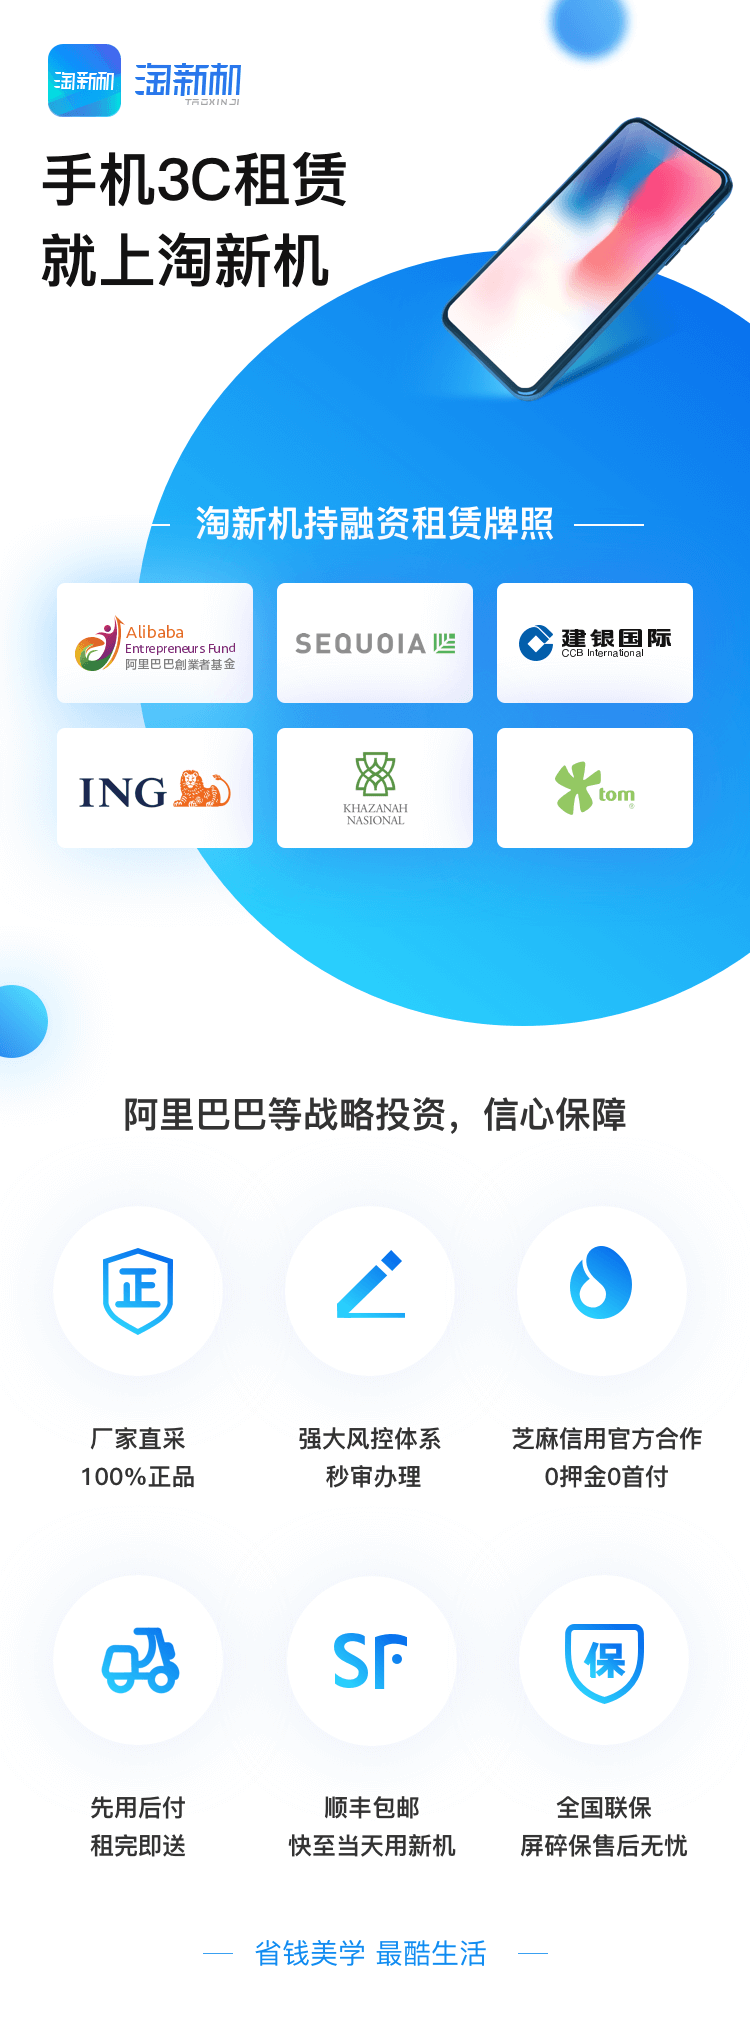 淘新机
淘新机
TAOXINJI
手机3C租赁
就上淘新机
淘新机持融资租赁牌照
Alibaba
Entrepreneurs Fund
阿里巴巴創業者基金
SEQUOIA
建银国际
CCB International
ING
KHAZANAH
NASIONAL
tom
®
阿里巴巴等战略投资，信心保障
正
厂家直采
100%正品
强大风控体系
秒审办理
芝麻信用官方合作
0押金0首付
先用后付
租完即送
SF
顺丰包邮
快至当天用新机
保
全国联保
屏碎保售后无忧
省钱美学 最酷生活